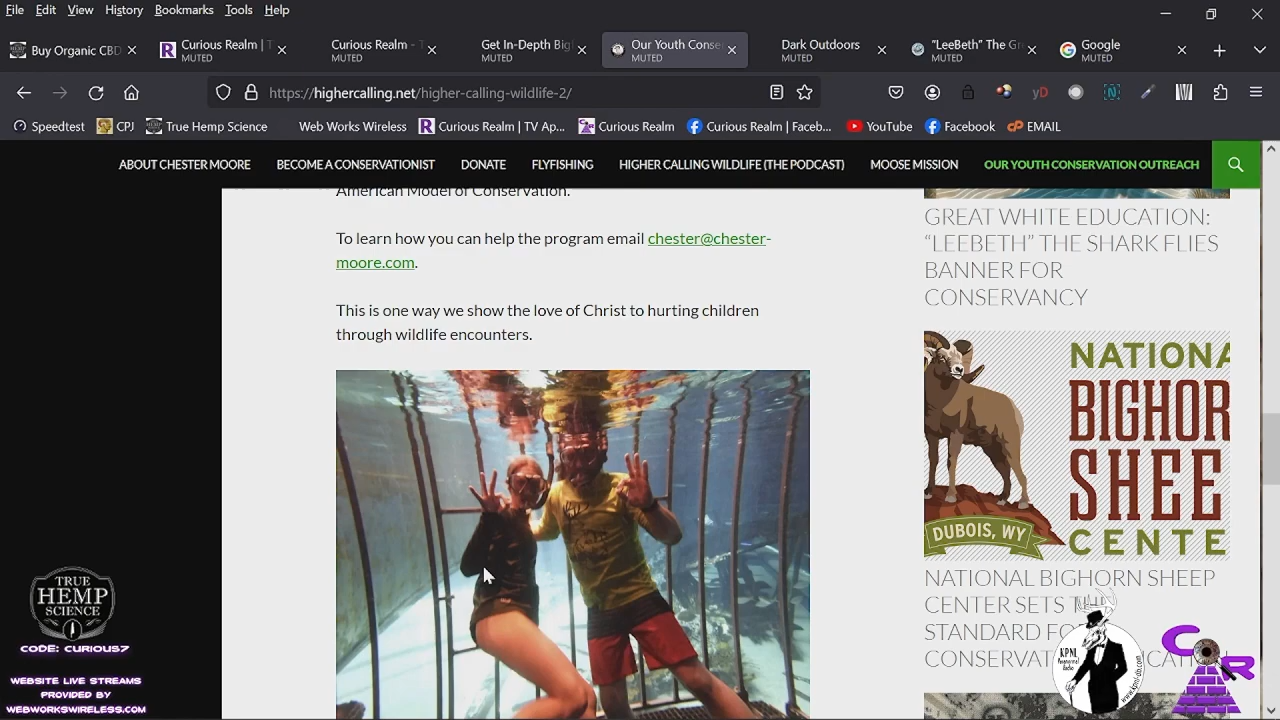 File Edit View History Bookmarks Tools Help
Buy Organic CBD
Curious Realm | T
MUTED
Curious Realm - T
MUTED
Get In-Depth Big
MUTED
Our Youth Conse
MUTED
Dark Outdoors
MUTED
"LeeBeth" The Gr
MUTED
Google
MUTED
https://highercalling.net/higher-calling-wildlife-2/
Speedtest CPJ True Hemp Science Web Works Wireless Curious Realm | TV Ap... Curious Realm Curious Realm | Faceb... YouTube Facebook EMAIL
ABOUT CHESTER MOORE BECOME A CONSERVATIONIST DONATE FLYFISHING HIGHER CALLING WILDLIFE (THE PODCAST) MOOSE MISSION OUR YOUTH CONSERVATION OUTREACH
American Model of Conservation.
To learn how you can help the program email chester@chester-
moore.com.
This is one way we show the love of Christ to hurting children
through wildlife encounters.
GREAT WHITE EDUCATION:
“LEEBETH” THE SHARK FLIES
BANNER FOR
CONSERVANCY
NATIONA
BIGHOR
SHEE
CENTE
DUBOIS, WY
NATIONAL BIGHORN SHEEP
CENTER SETS
STANDARD FO
CONSERVAT
TRUE
HEMP
SCIENCE
CODE: CURIOUS7
WEBSITE LIVE STREAMS
PROVIDED BY
WEBWORKSWIRELESS.COM
KPNL
Paranormal
Radio
C R